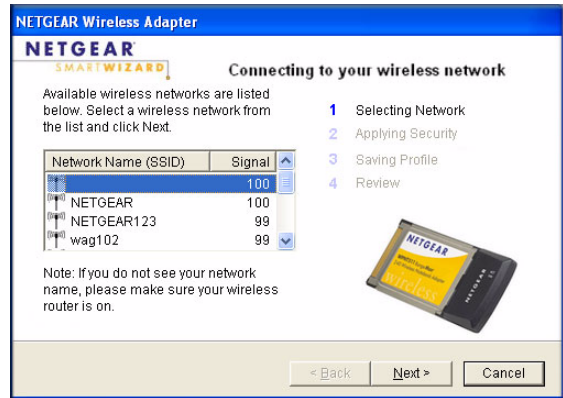 NETGEAR Wireless Adapter
NETGEAR
SMARTWIZARD
Connecting to your wireless network
Available wireless networks are listed
below. Select a wireless network from
the list and click Next.
1 Selecting Network
2 Applying Security
3 Saving Profile
4 Review
Network Name (SSID) Signal
100
NETGEAR 100
NETGEAR123 99
wag102 99
Note: If you do not see your network
name, please make sure your wireless
router is on.
NETGEAR
wireless
NETGEAR
< Back Next > Cancel